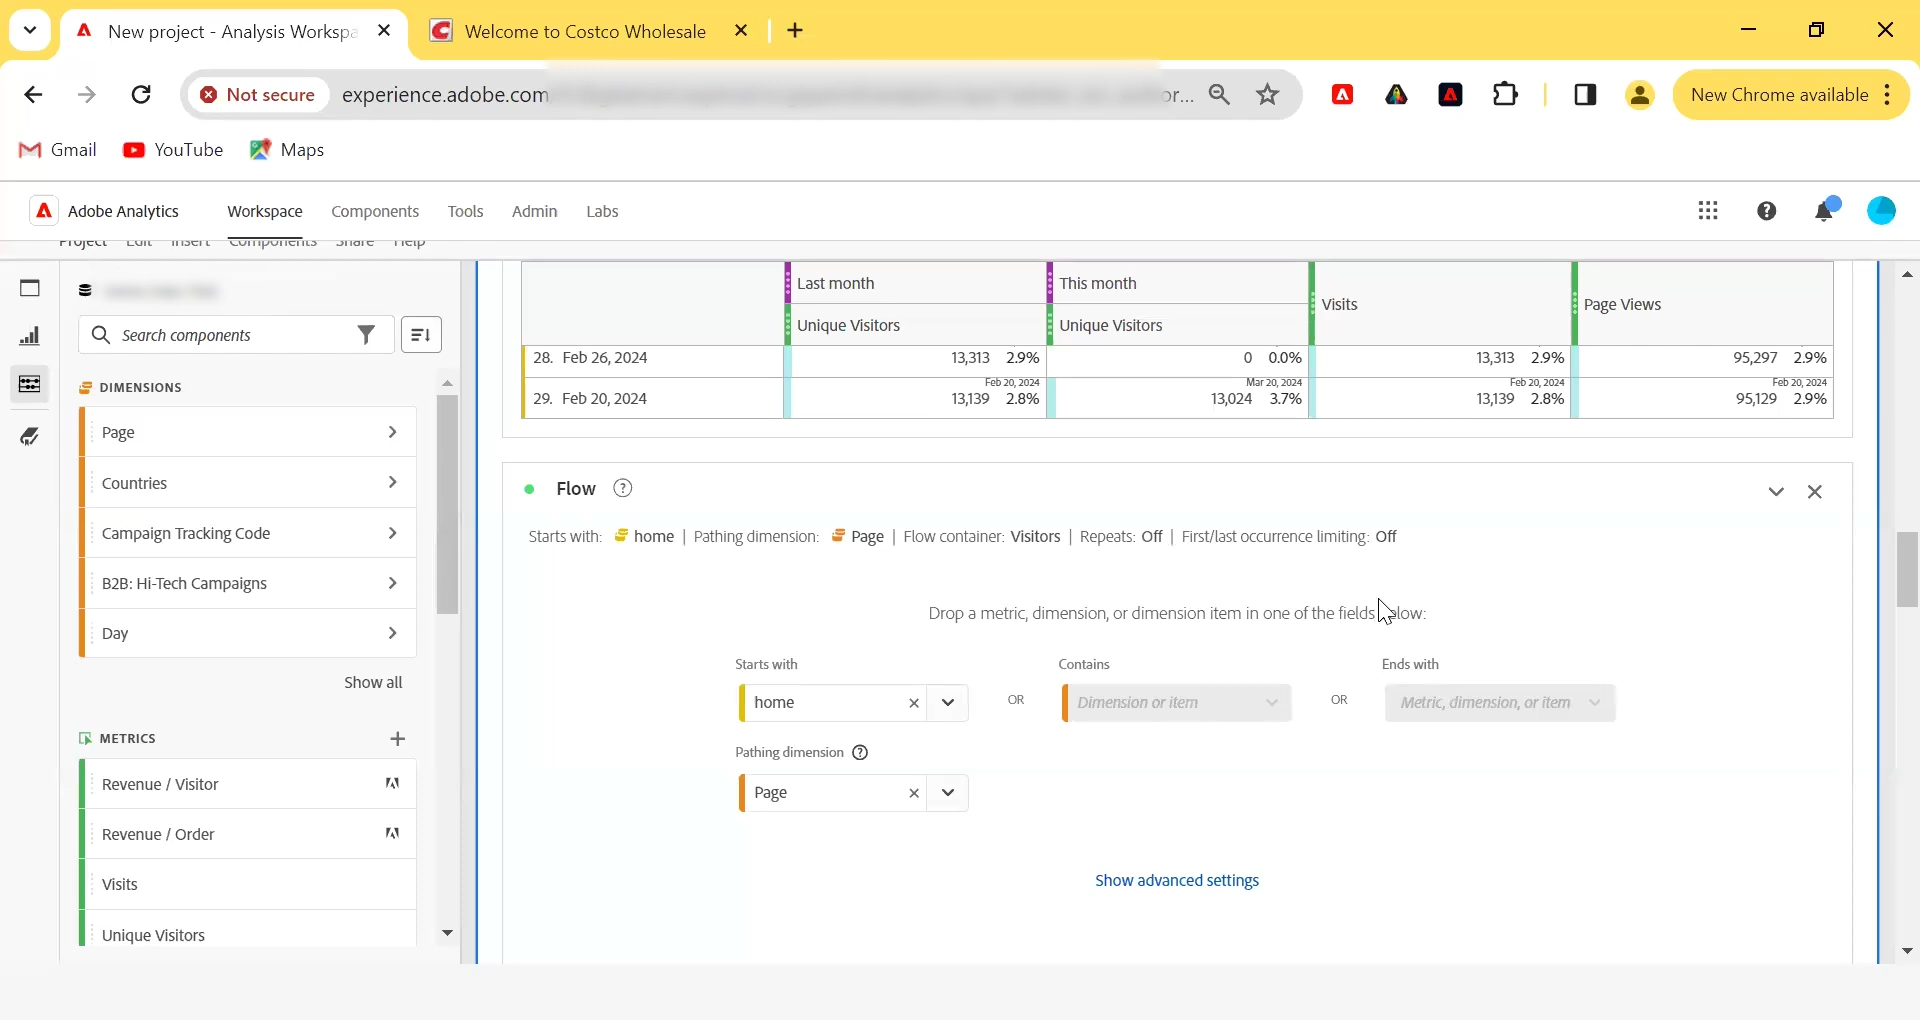 New project - Analysis Workspa
Welcome to Costco Wholesale
Not secure
experience.adobe.com
or...
New Chrome available
Gmail
YouTube
Maps
Adobe Analytics
Workspace
Components
Tools
Admin
Labs
Project Edit Insert Components Share Help
Search components
DIMENSIONS
Page
Countries
Campaign Tracking Code
B2B: Hi-Tech Campaigns
Day
Show all
METRICS
Revenue / Visitor
Revenue / Order
Visits
Unique Visitors
Last month
This month
Visits
Page Views
Unique Visitors
Unique Visitors
28. Feb 26, 2024 13,313 2.9% 0 0.0% 13,313 2.9% 95,297 2.9%
Feb 20, 2024 Mar 20, 2024 Feb 20, 2024 Feb 20, 2024
29. Feb 20, 2024 13,139 2.8% 13,024 3.7% 13,139 2.8% 95,129 2.9%
Flow ?
Starts with: home | Pathing dimension: Page | Flow container: Visitors | Repeats: Off | First/last occurrence limiting: Off
Drop a metric, dimension, or dimension item in one of the fields below:
Starts with
Contains
Ends with
home
OR
Dimension or item
OR
Metric, dimension, or item
Pathing dimension ?
Page
Show advanced settings